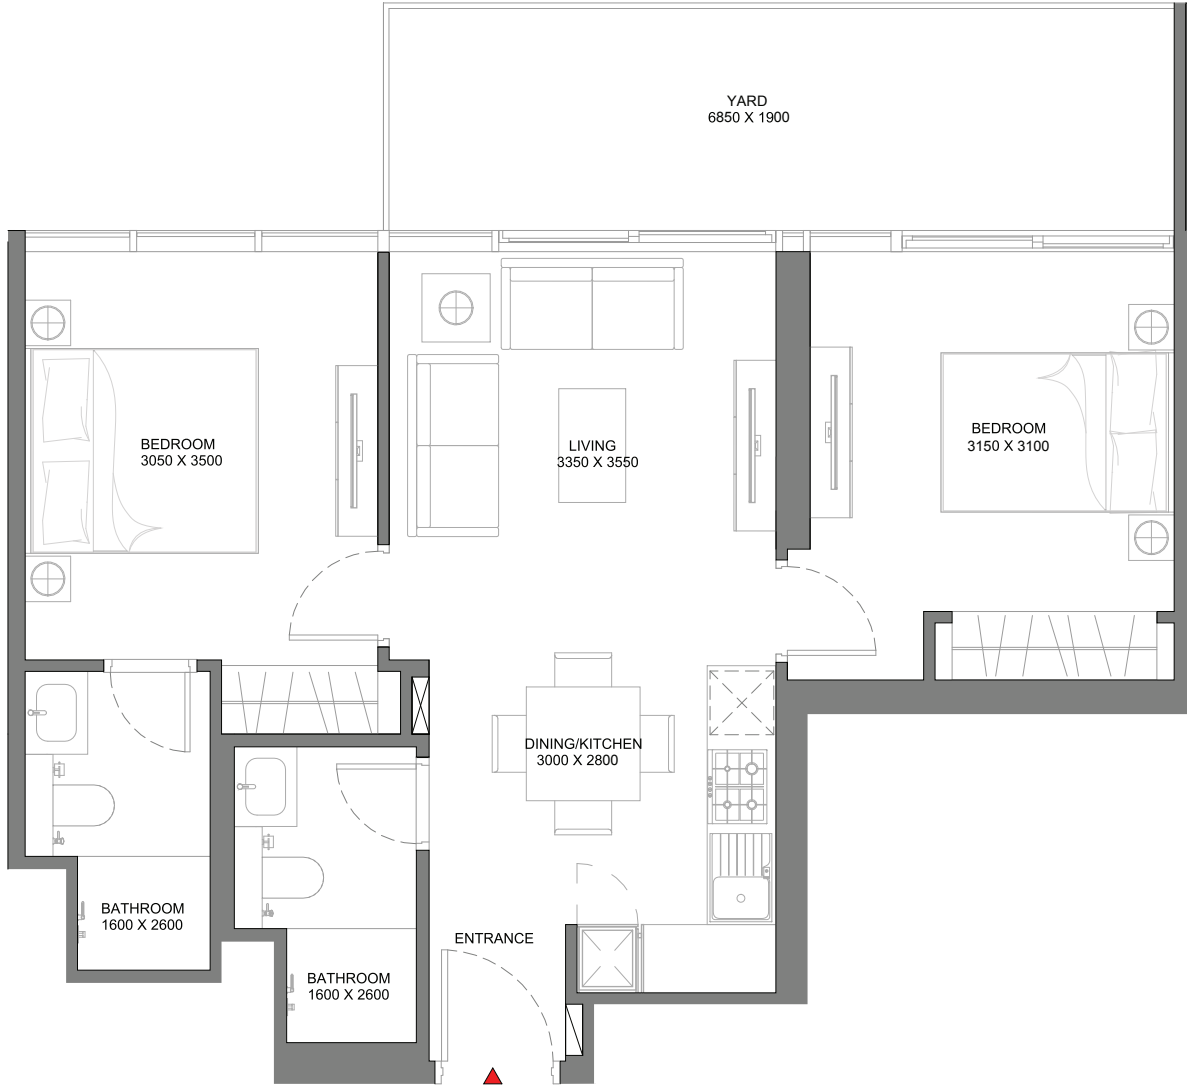 YARD
6850 X 1900
BEDROOM
3050 X 3500
LIVING
3350 X 3550
BEDROOM
3150 X 3100
DINING/KITCHEN
3000 X 2800
BATHROOM
1600 X 2600
ENTRANCE
BATHROOM
1600 X 2600